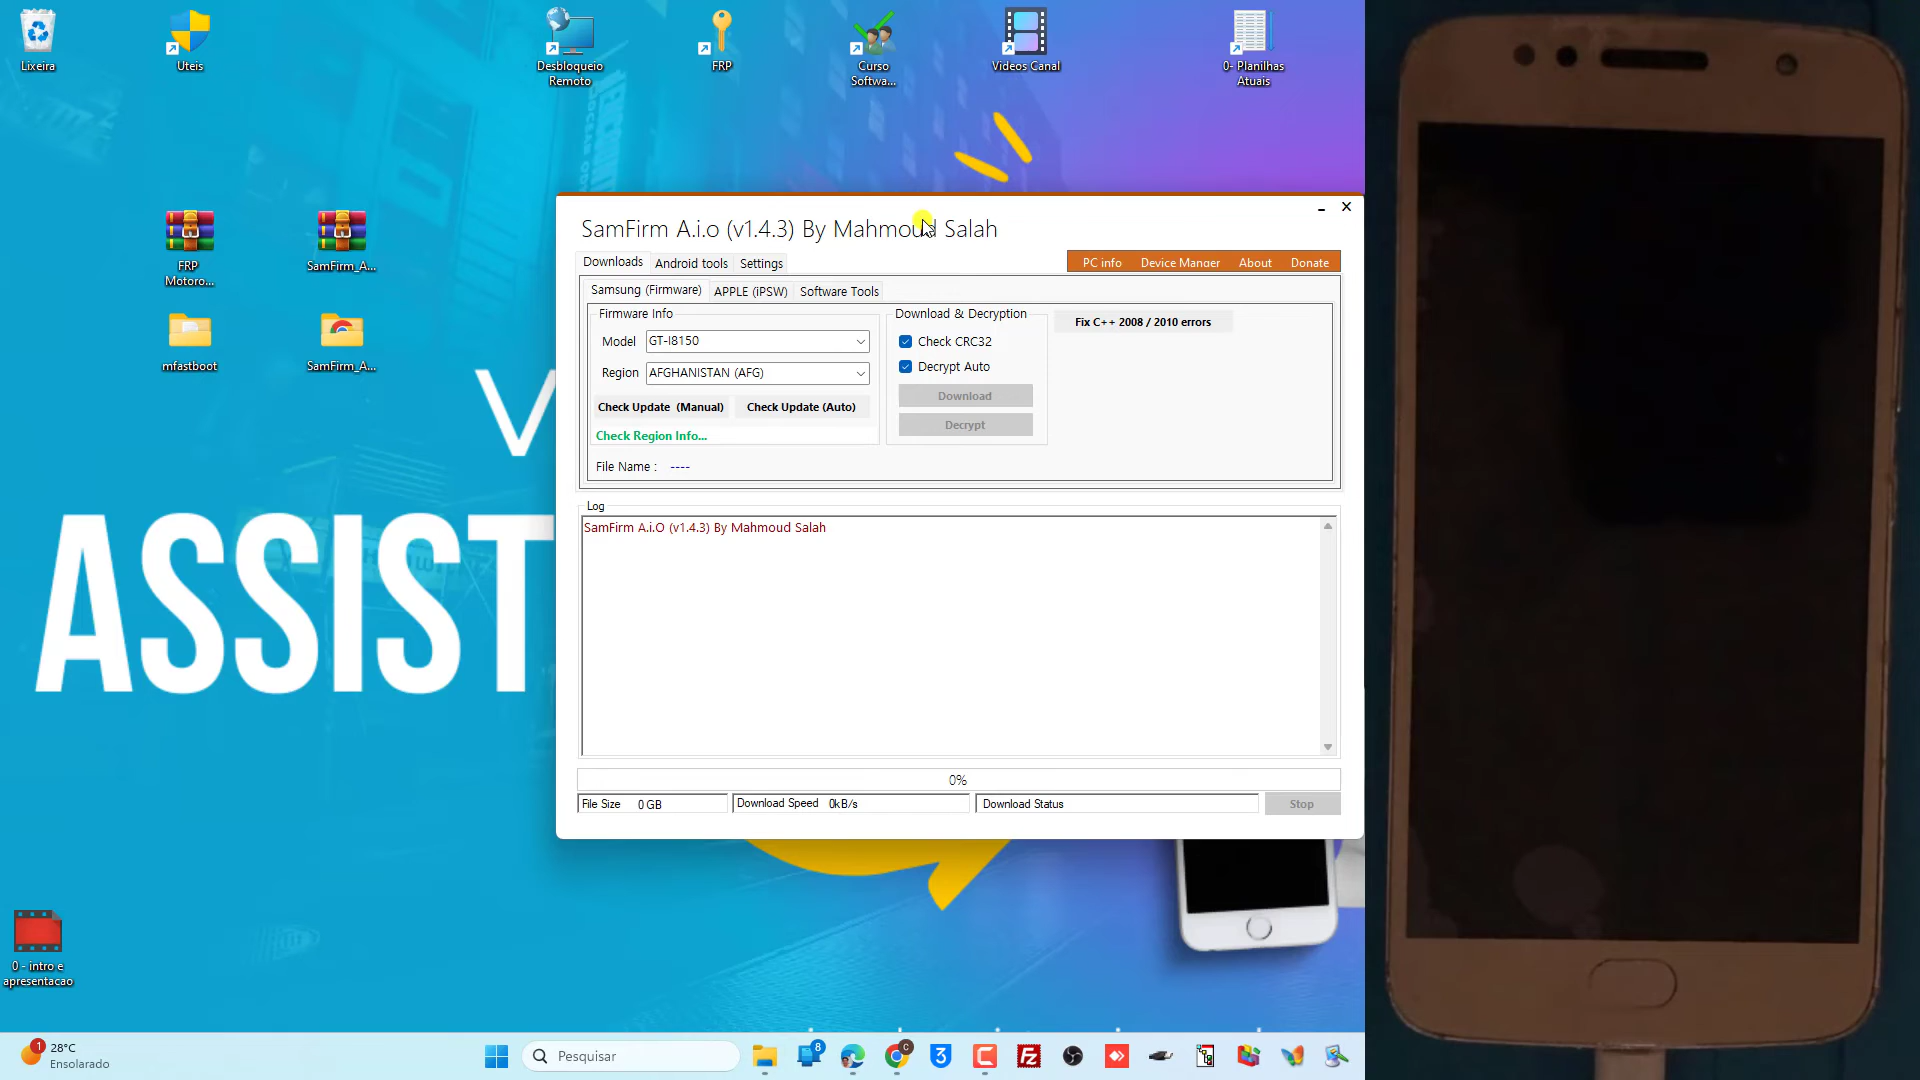 Lixeira
Uteis
Desbloqueio
Remoto
FRP
Curso
Softwa...
Videos Canal
0- Planilhas
Atuais
FRP
Motoro...
SamFirm_A...
mfastboot
SamFirm_A...
V
ASSIST
0 - intro e
apresentacao
SamFirm A.i.o (v1.4.3) By Mahmoud Salah
Downloads
Android tools
Settings
PC info
Device Manger
About
Donate
Samsung (Firmware)
APPLE (iPSW)
Software Tools
Firmware Info
Model
GT-I8150
Region
AFGHANISTAN (AFG)
Check Update (Manual)
Check Update (Auto)
Check Region Info...
File Name : ----
Download & Decryption
Check CRC32
Decrypt Auto
Download
Decrypt
Fix C++ 2008 / 2010 errors
Log
SamFirm A.i.O (v1.4.3) By Mahmoud Salah
0%
File Size 0 GB
Download Speed 0kB/s
Download Status
Stop
1
28°C
Ensolarado
Pesquisar
8
C
3
FZ